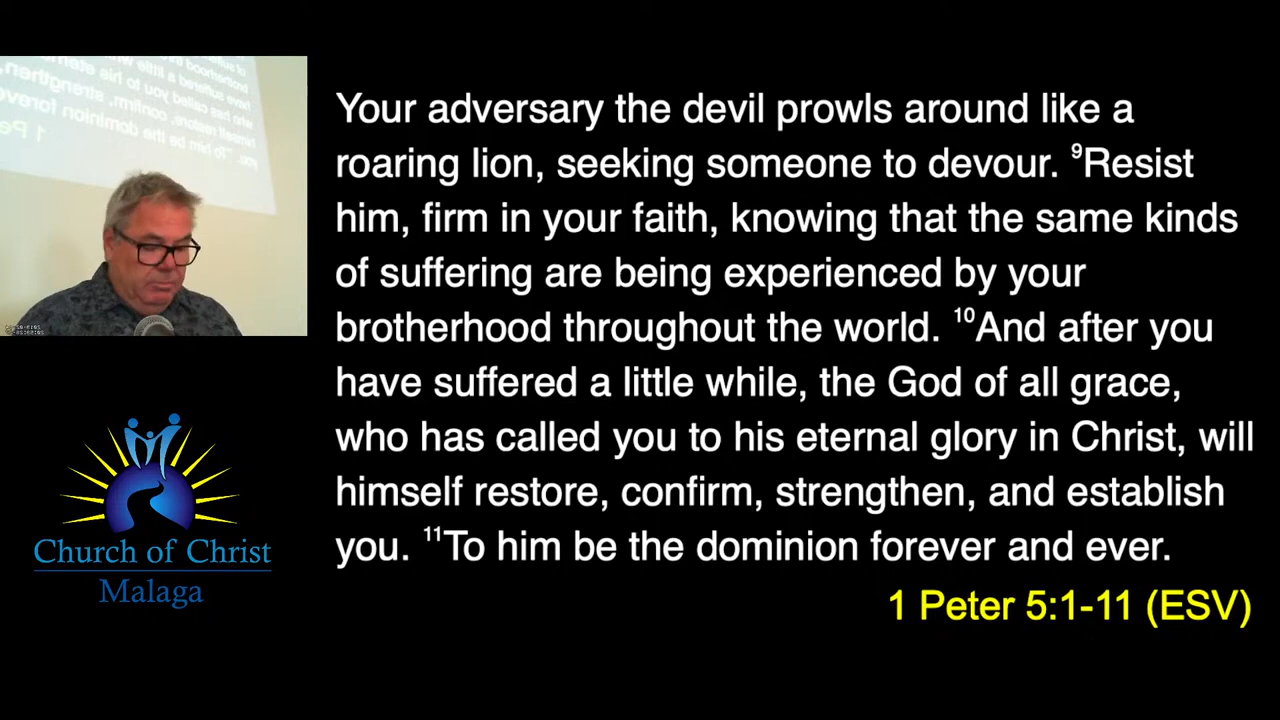 Your adversary the devil prowls around like a
roaring lion, seeking someone to devour. ⁹Resist
him, firm in your faith, knowing that the same kinds
of suffering are being experienced by your
brotherhood throughout the world. ¹⁰And after you
have suffered a little while, the God of all grace,
who has called you to his eternal glory in Christ, will
himself restore, confirm, strengthen, and establish
you. ¹¹To him be the dominion forever and ever.
1 Peter 5:1-11 (ESV)
Church of Christ
Malaga